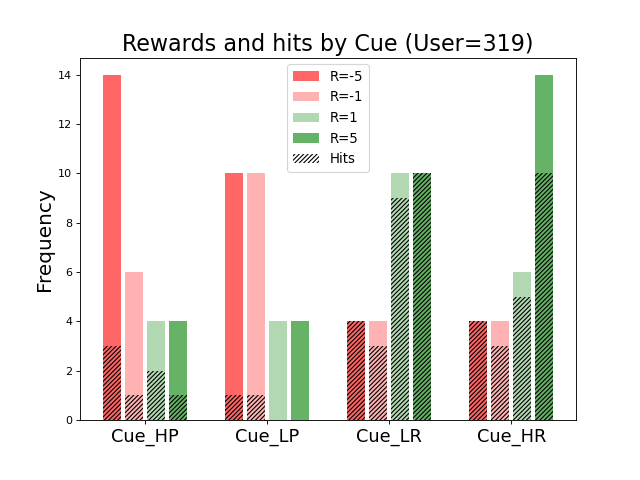 Rewards and hits by Cue (User=319)
R=-5
R=-1
R=1
R=5
Hits
Frequency
14
12
10
8
6
4
2
0
Cue_HP Cue_LP Cue_LR Cue_HR